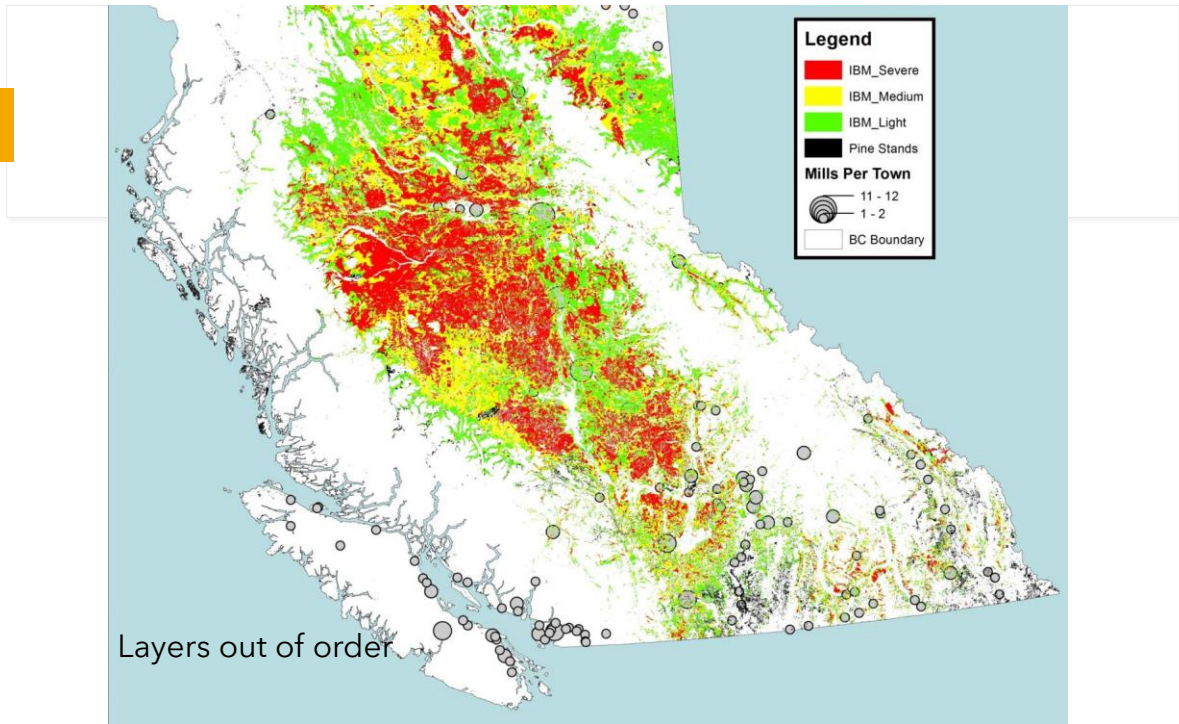 Legend
IBM_Severe
IBM_Medium
IBM_Light
Pine Stands
Mills Per Town
11 - 12
1 - 2
BC Boundary
Layers out of order